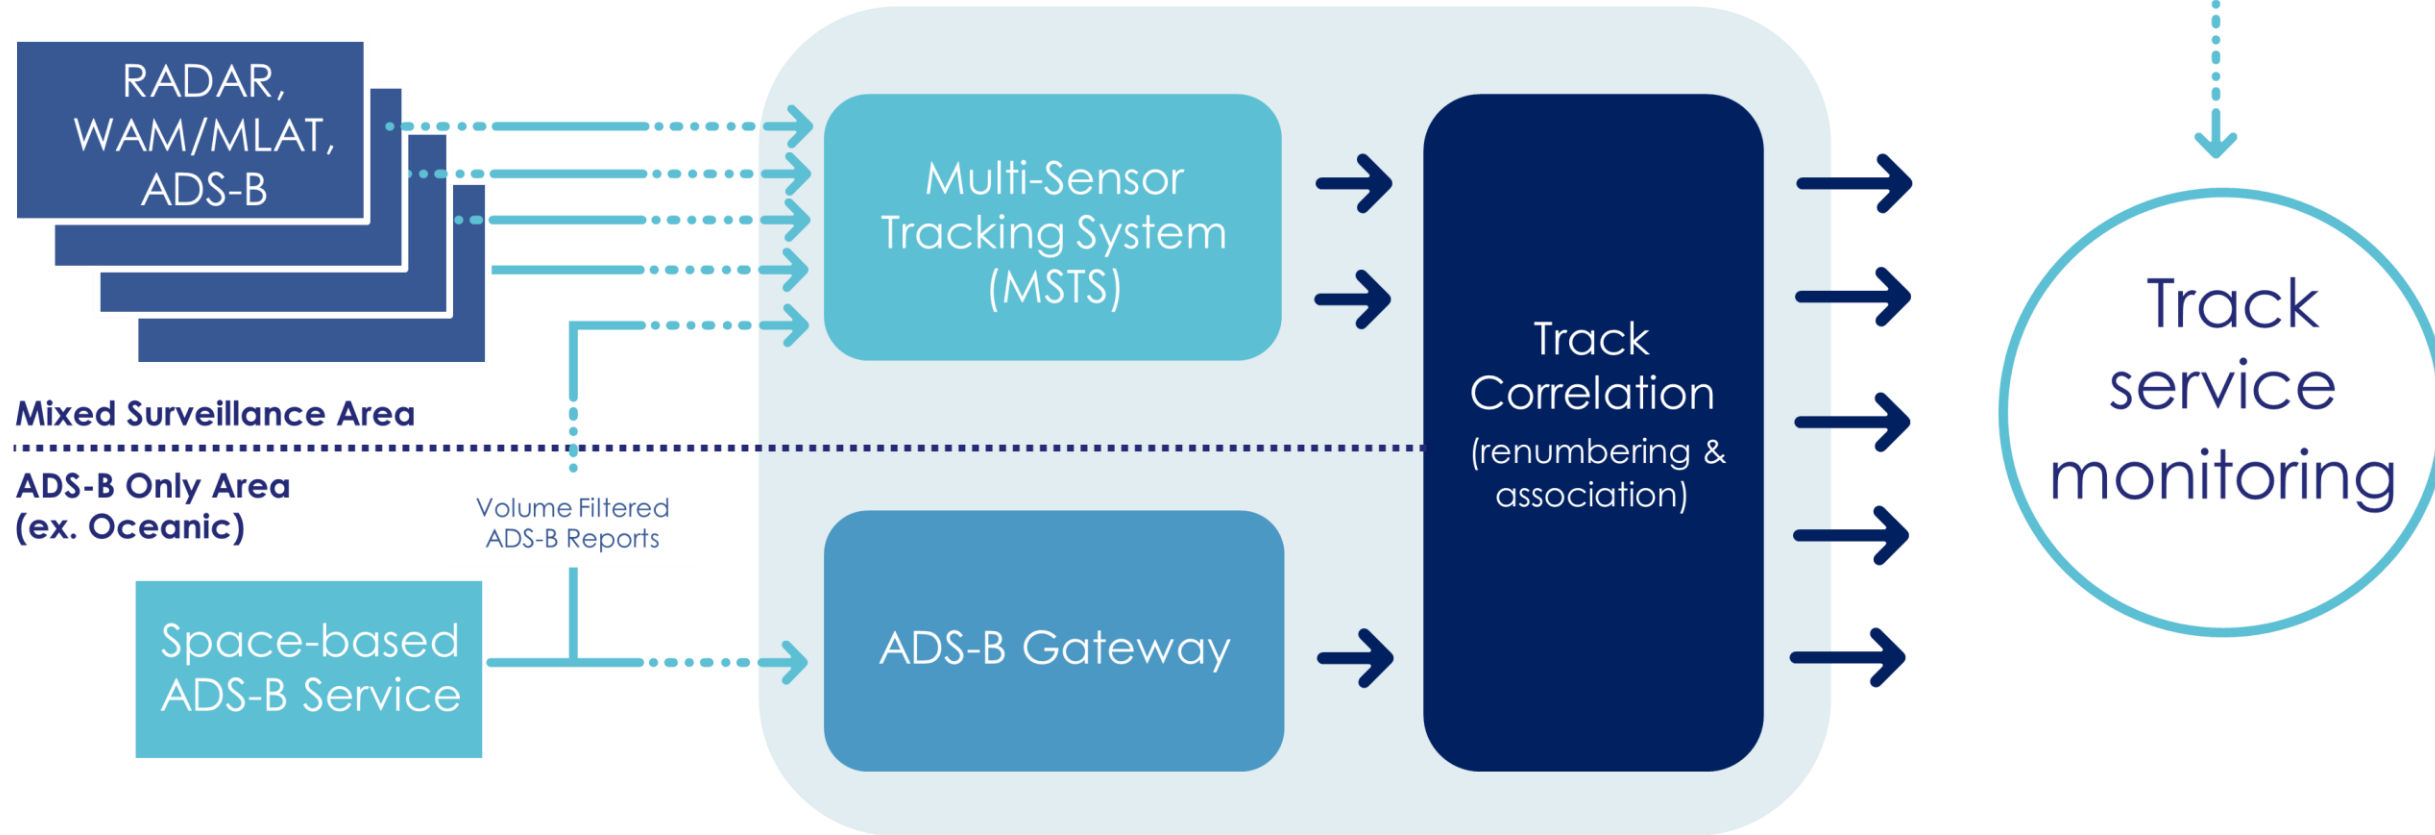 RADAR,
WAM/MLAT,
ADS-B
Mixed Surveillance Area
ADS-B Only Area
(ex. Oceanic)
Volume Filtered
ADS-B Reports
Space-based
ADS-B Service
Multi-Sensor
Tracking System
(MSTS)
ADS-B Gateway
Track
Correlation
(renumbering &
association)
Track
service
monitoring